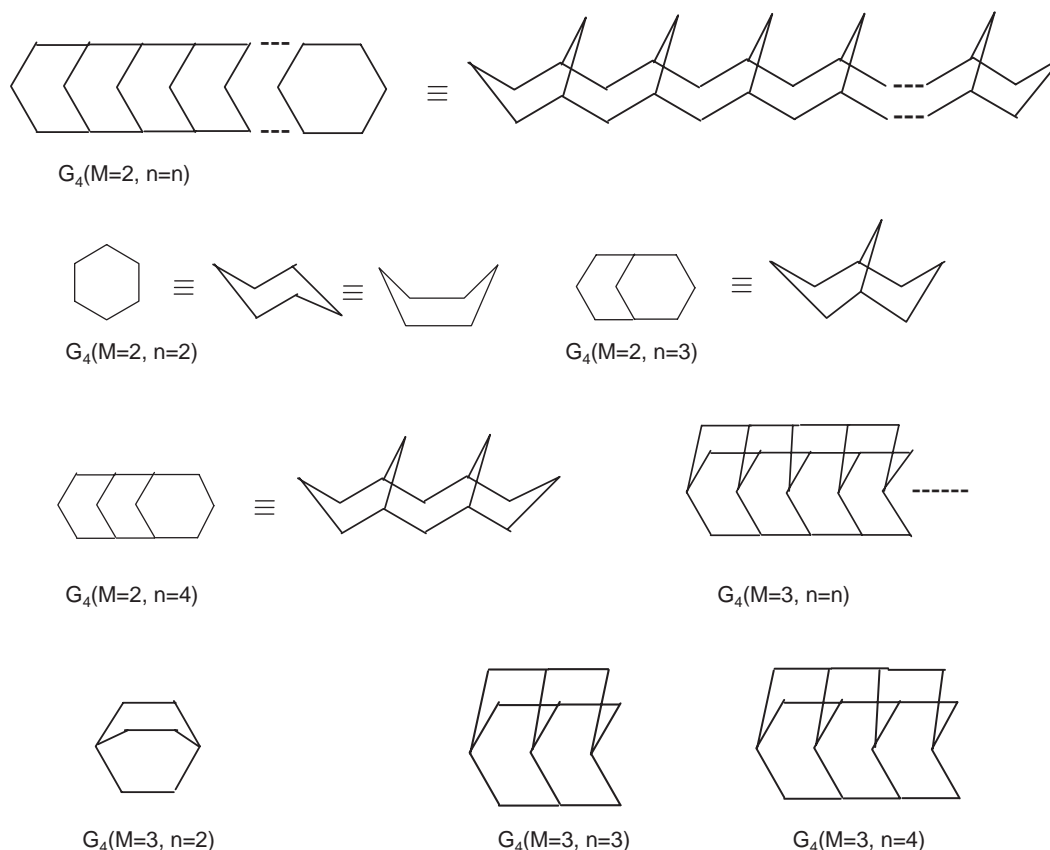 ≡
G₄(M=2, n=n)
≡ ≡ ≡
G₄(M=2, n=2) G₄(M=2, n=3)
≡
G₄(M=2, n=4) G₄(M=3, n=n)
G₄(M=3, n=2) G₄(M=3, n=3) G₄(M=3, n=4)